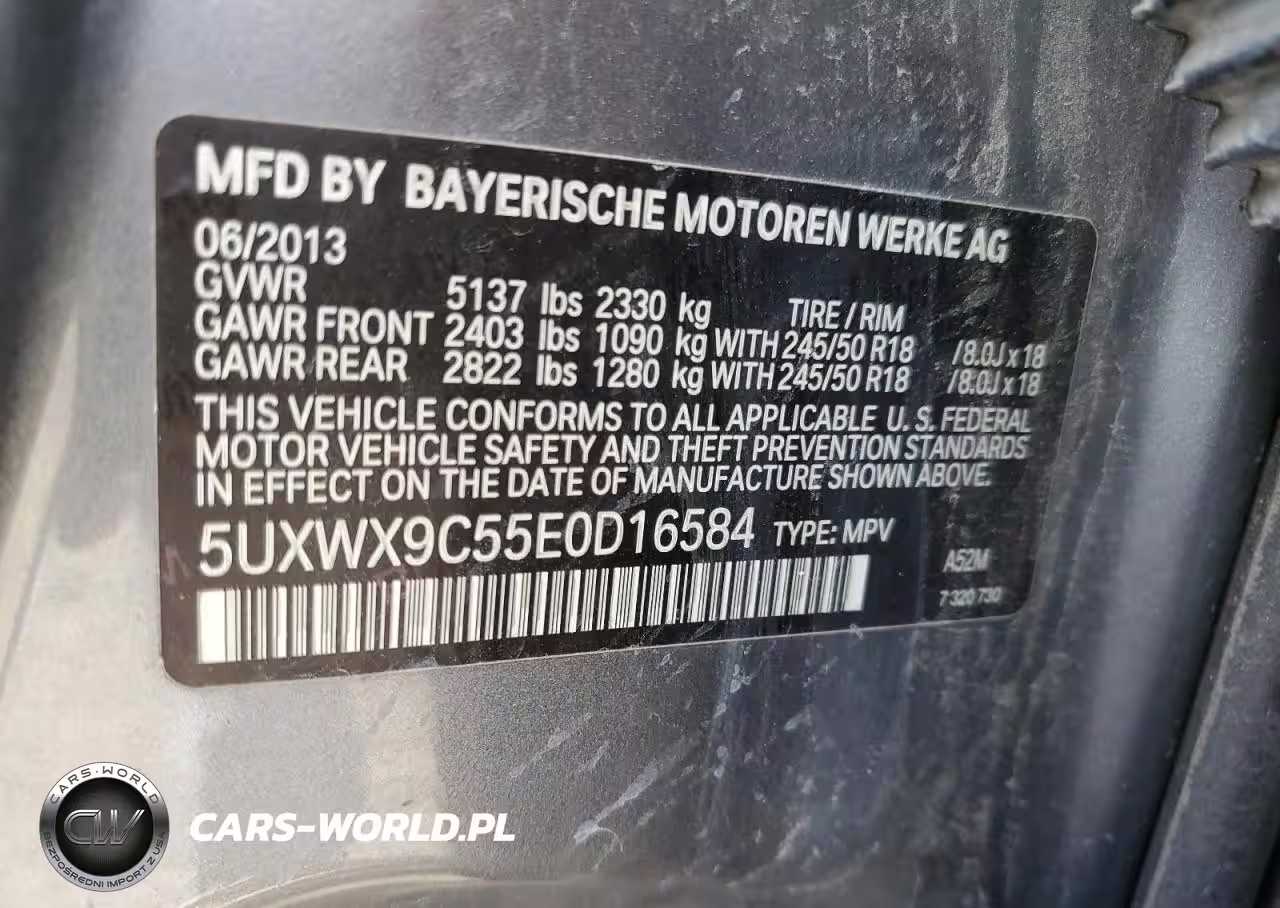 MFD BY BAYERISCHE MOTOREN WERKE AG
06/2013
GVWR 5137 lbs 2330 kg TIRE / RIM
GAWR FRONT 2403 lbs 1090 kg WITH 245/50 R18 /8.0J x 18
GAWR REAR 2822 lbs 1280 kg WITH 245/50 R18 /8.0J x 18
THIS VEHICLE CONFORMS TO ALL APPLICABLE U. S. FEDERAL
MOTOR VEHICLE SAFETY AND THEFT PREVENTION STANDARDS
IN EFFECT ON THE DATE OF MANUFACTURE SHOWN ABOVE.
5UXWX9C55E0D16584 TYPE: MPV
A52M
7 320 730
CARS-WORLD
CW
BEZPOŚREDNI IMPORT Z USA
CARS-WORLD.PL